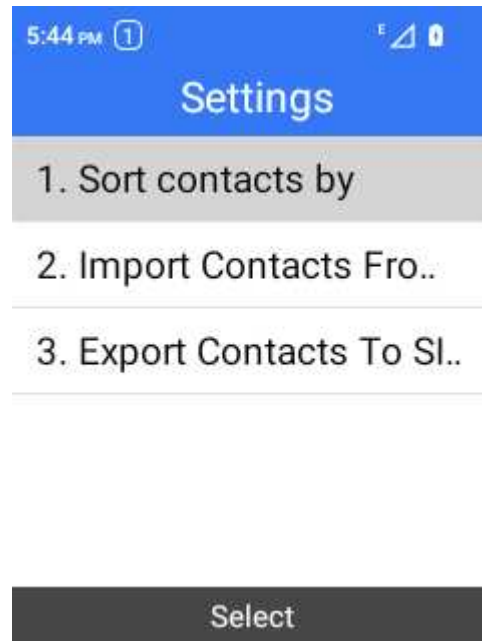 5:44 PM 1 E
Settings
1. Sort contacts by
2. Import Contacts Fro..
3. Export Contacts To SI..
Select